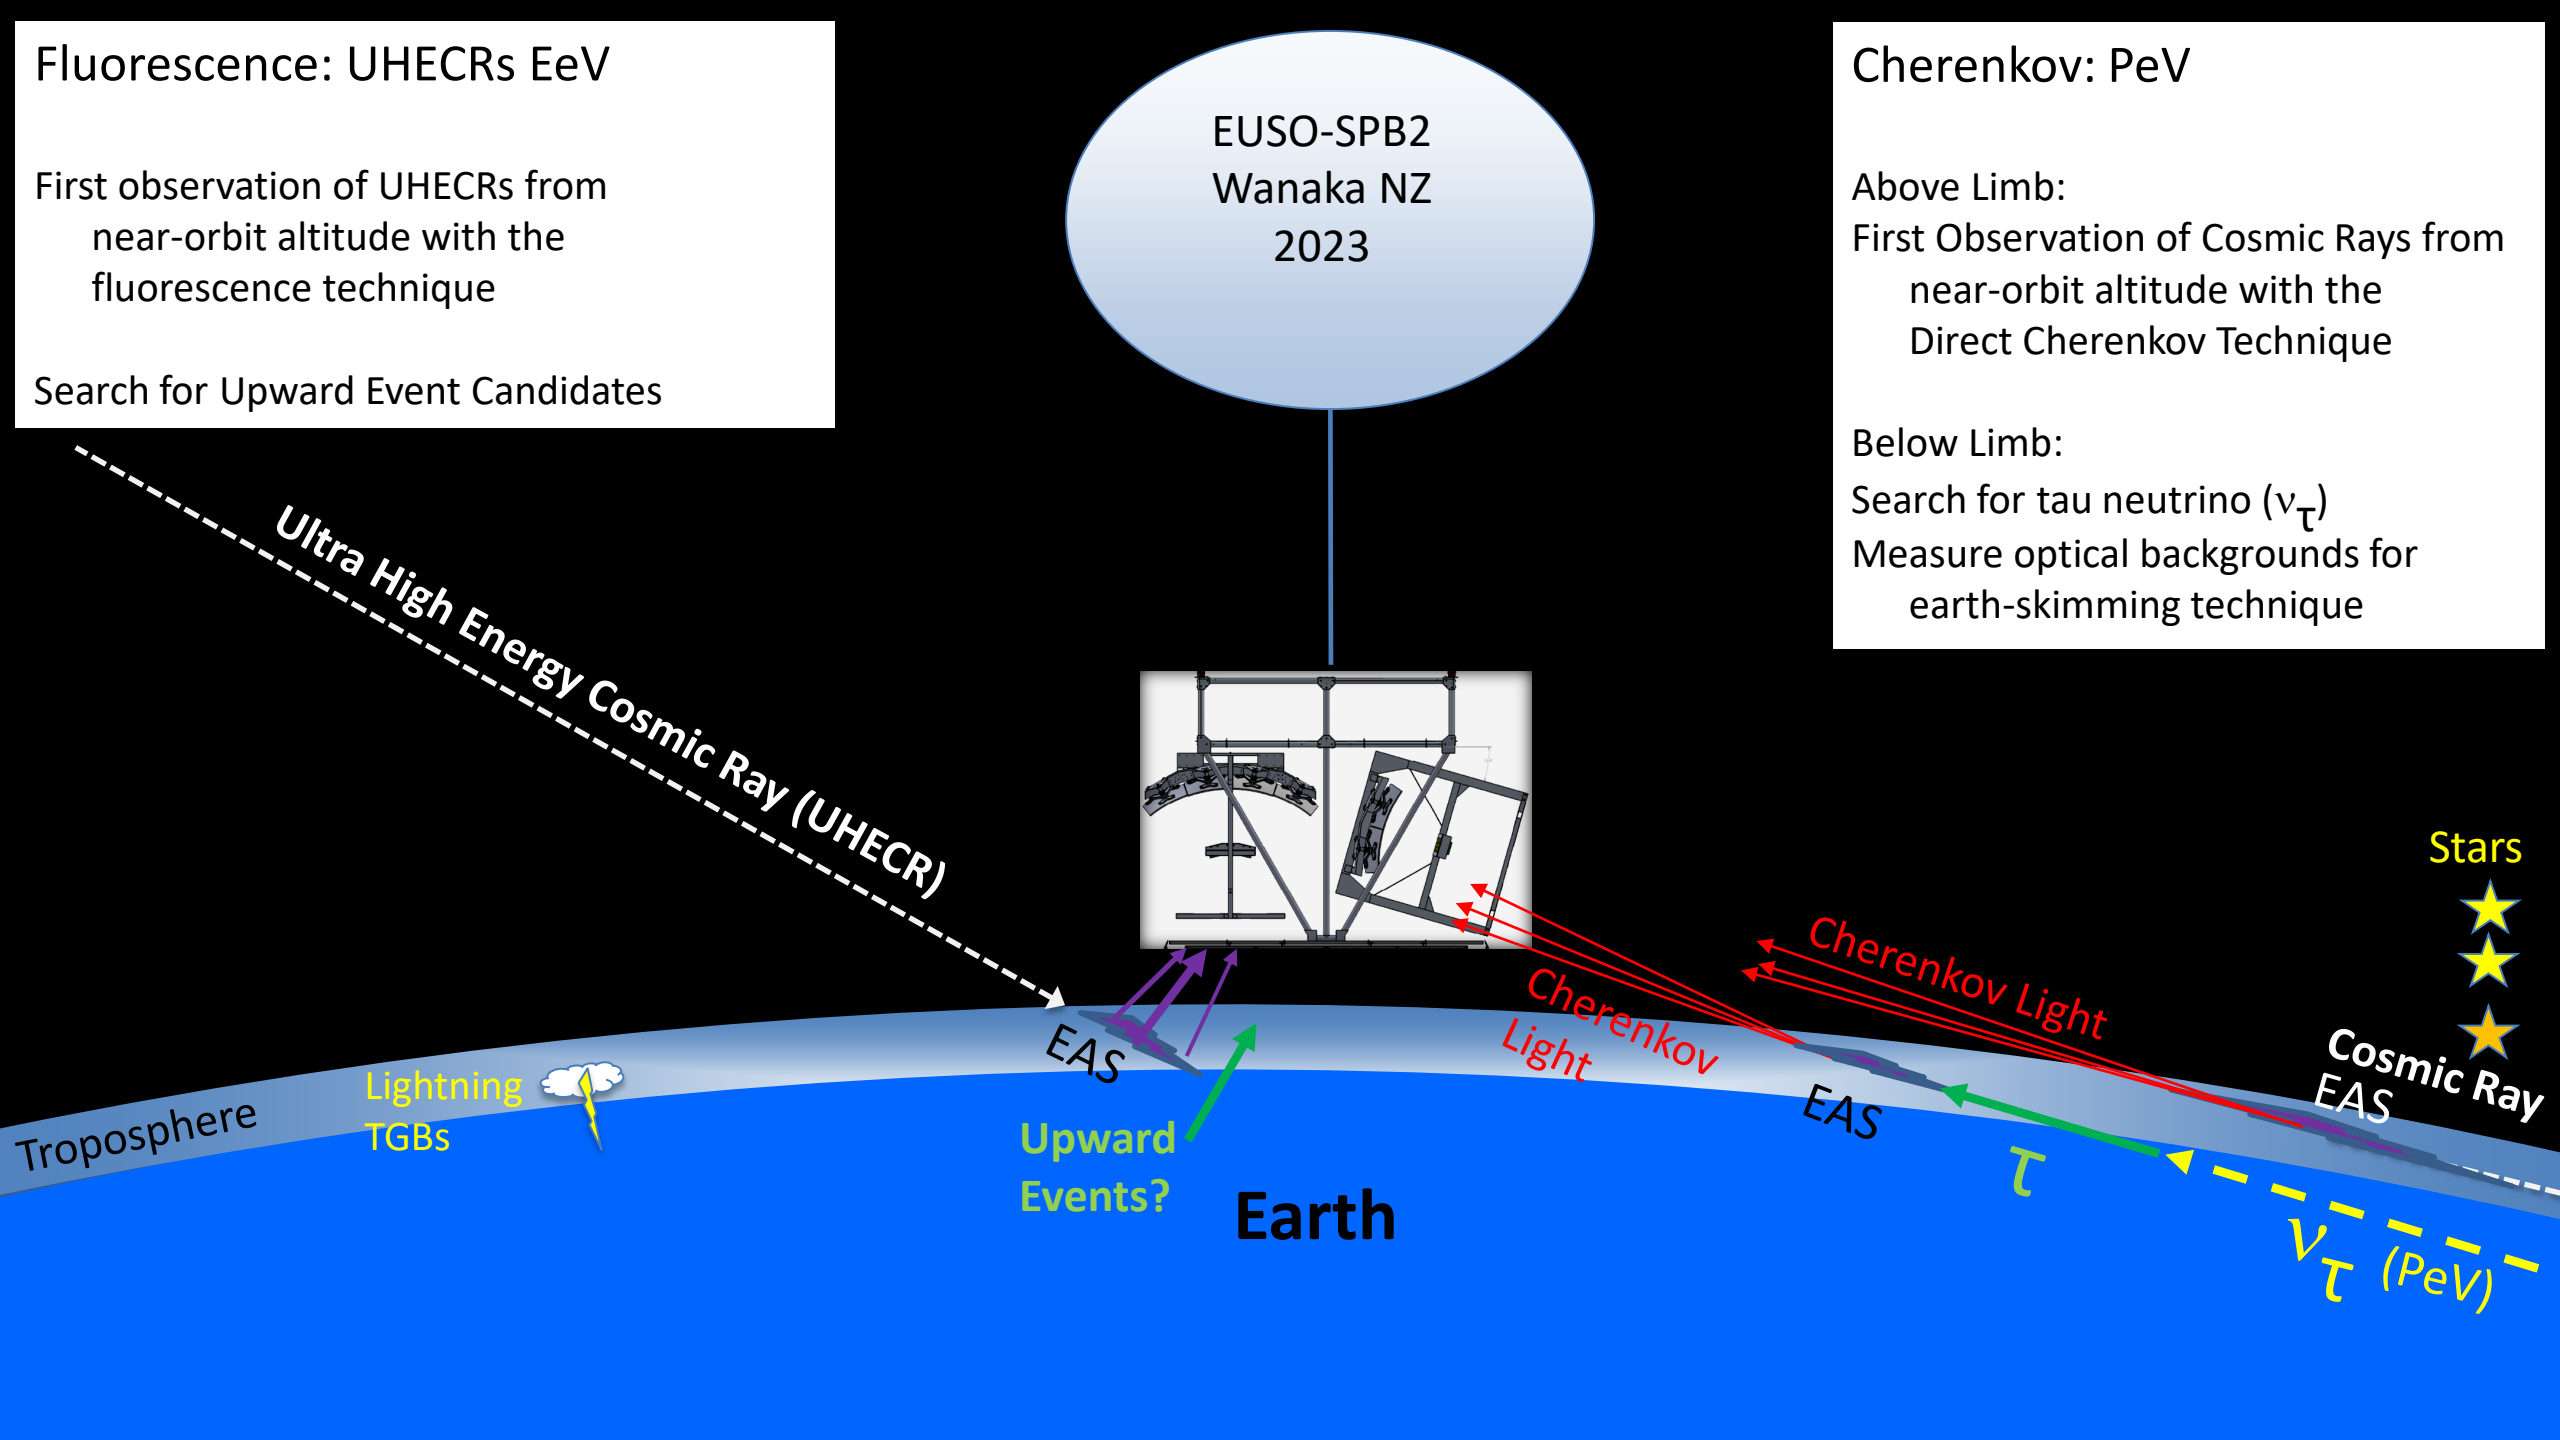 Fluorescence: UHECRs EeV
First observation of UHECRs from
near-orbit altitude with the
fluorescence technique
Search for Upward Event Candidates
EUSO-SPB2
Wanaka NZ
2023
Cherenkov: PeV
Above Limb:
First Observation of Cosmic Rays from
near-orbit altitude with the
Direct Cherenkov Technique
Below Limb:
Search for tau neutrino (ντ)
Measure optical backgrounds for
earth-skimming technique
Ultra High Energy Cosmic Ray (UHECR)
Stars
Cherenkov Light
Cherenkov
Light
Cosmic Ray
EAS
EAS
EAS
Lightning
TGBs
Troposphere
Upward
Events?
τ
Earth
ντ (PeV)